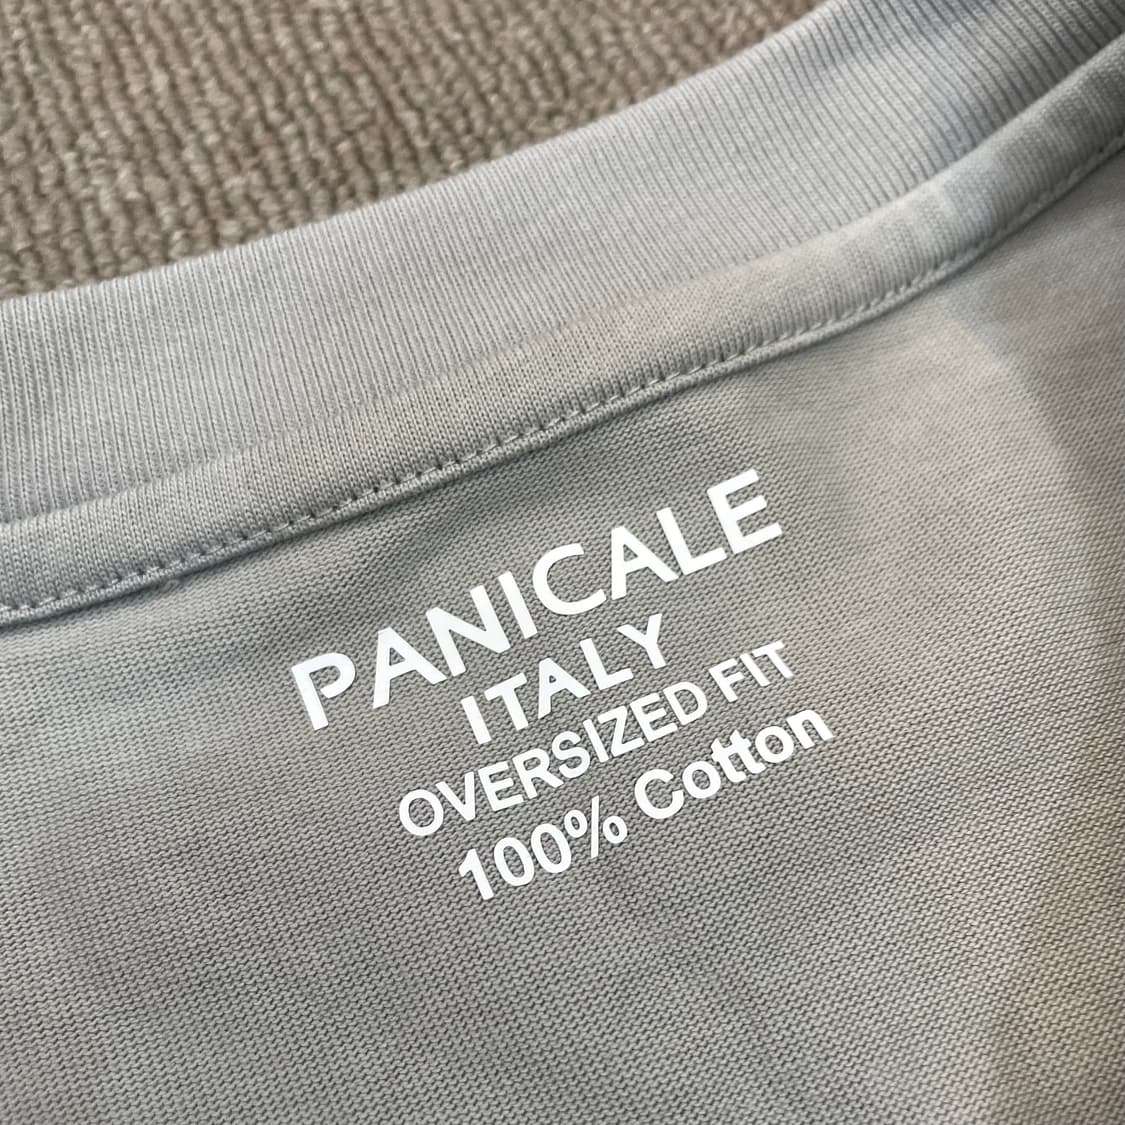 PANICALE
ITALY
OVERSIZED FIT
100% Cotton